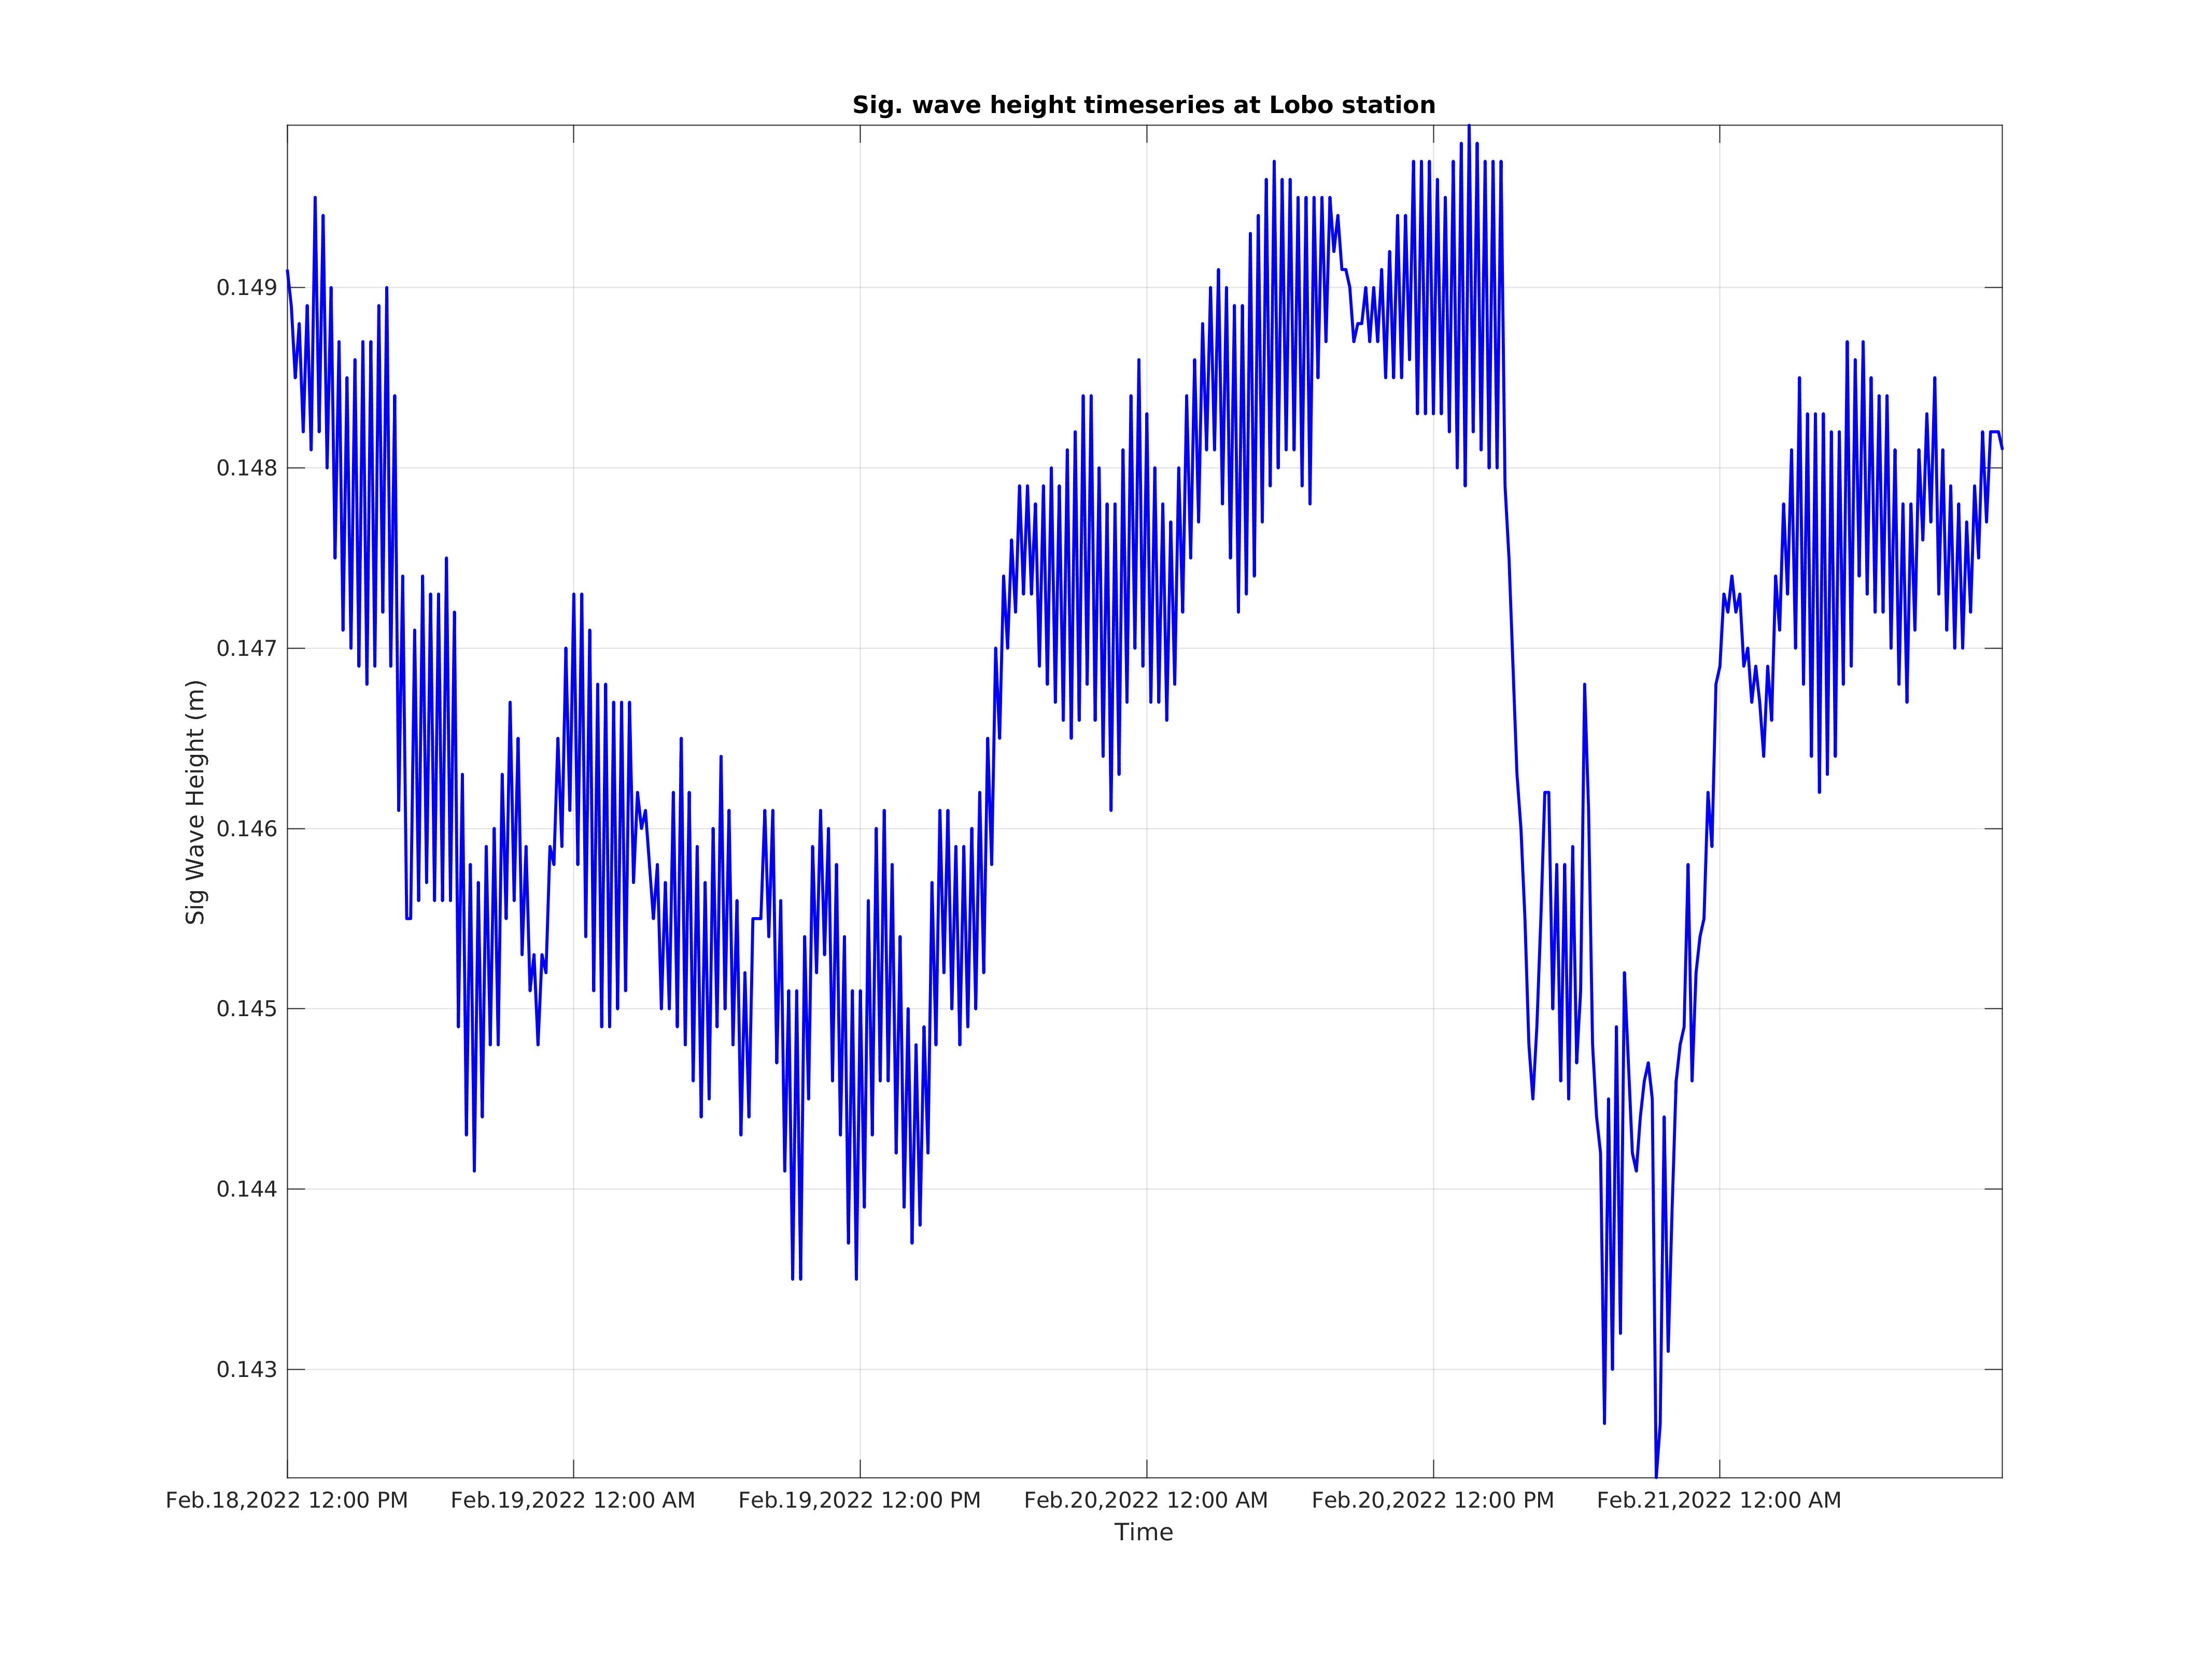 Sig. wave height timeseries at Lobo station
0.149
0.148
0.147
0.146
0.145
0.144
0.143
Sig Wave Height (m)
Feb.18,2022 12:00 PM Feb.19,2022 12:00 AM Feb.19,2022 12:00 PM Feb.20,2022 12:00 AM Feb.20,2022 12:00 PM Feb.21,2022 12:00 AM
Time